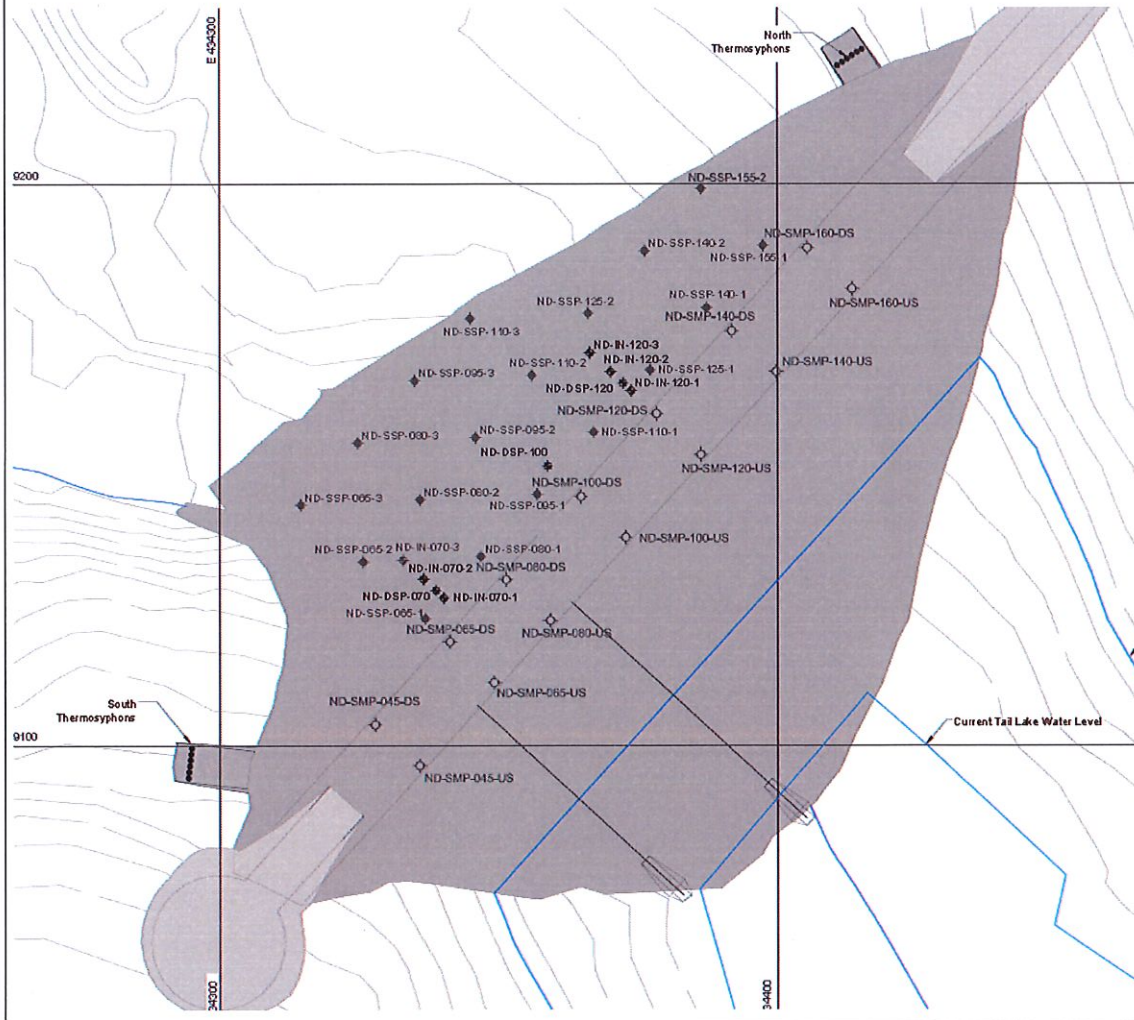 E 434300
North
Thermosyphons
9200
ND-SSP-155-2
ND-SMP-160-DS
ND-SSP-140-2
ND-SSP-155-1
ND-SMP-160-US
ND-SSP-125-2
ND-SSP-140-1
ND-SSP-110-3
ND-SMP-140-DS
ND-IN-120-3
ND-IN-120-2
ND-SSP-110-2
ND-SMP-140-US
ND-SSP-125-1
ND-SSP-095-3
ND-DSP-120
ND-IN-120-1
ND-SMP-120-DS
ND-SSP-080-3
ND-SSP-095-2
ND-SSP-110-1
ND-DSP-100
ND-SMP-120-US
ND-SMP-100-DS
ND-SSP-065-3
ND-SSP-080-2
ND-SSP-095-1
ND-SMP-100-US
ND-SSP-065-2
ND-IN-070-3
ND-SSP-080-1
ND-IN-070-2
ND-SMP-080-DS
ND-DSP-070
ND-IN-070-1
ND-SSP-065-1
ND-SMP-065-DS
ND-SMP-080-US
ND-SMP-065-US
South
Thermosyphons
ND-SMP-045-DS
Current Tail Lake Water Level
9100
ND-SMP-045-US
34300
34400